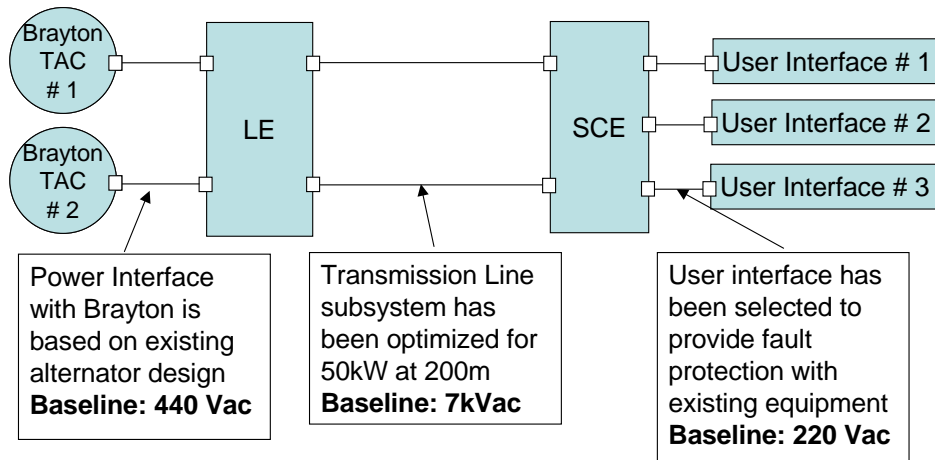 Brayton
TAC
# 1
LE
SCE
User Interface # 1
User Interface # 2
Brayton
TAC
# 2
User Interface # 3
Power Interface
with Brayton is
based on existing
alternator design
Baseline: 440 Vac
Transmission Line
subsystem has
been optimized for
50kW at 200m
Baseline: 7kVac
User interface has
been selected to
provide fault
protection with
existing equipment
Baseline: 220 Vac